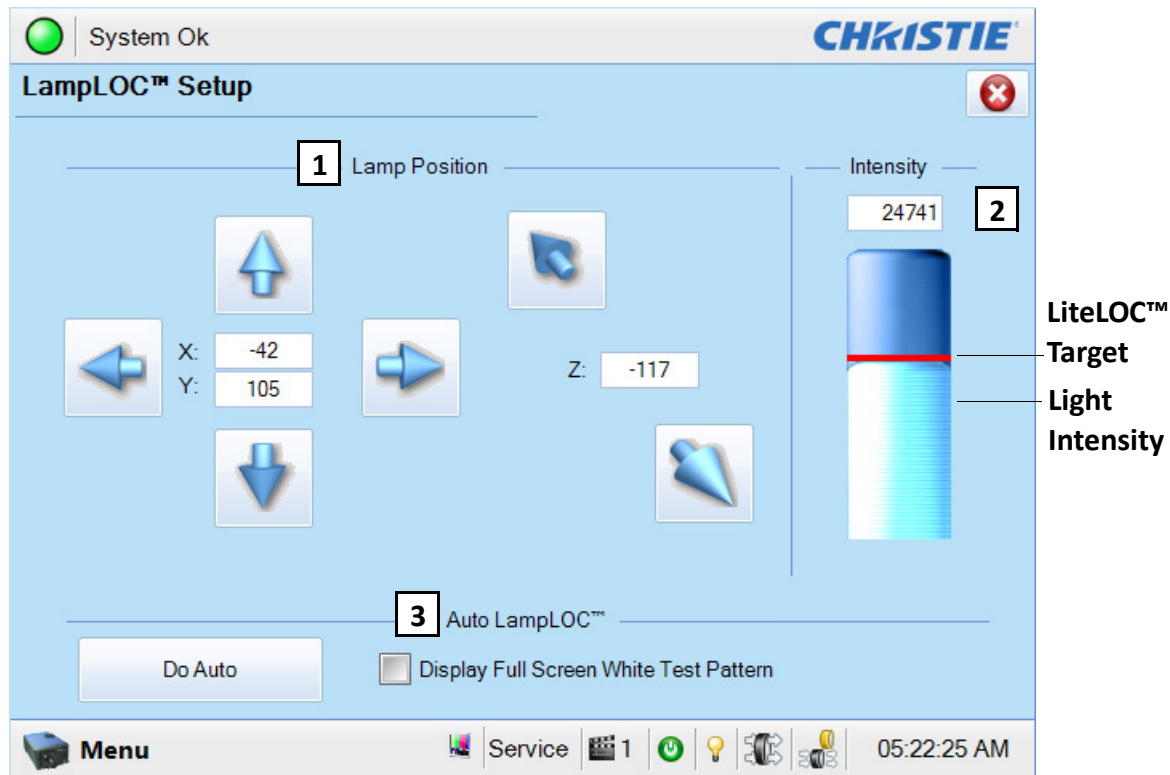 System Ok
CHRISTIE
LampLOC™ Setup
1 Lamp Position
Intensity
24741
2
X: -42
Y: 105
Z: -117
LiteLOC™
Target
Light
Intensity
3 Auto LampLOC™
Do Auto
Display Full Screen White Test Pattern
Menu
Service
1
05:22:25 AM